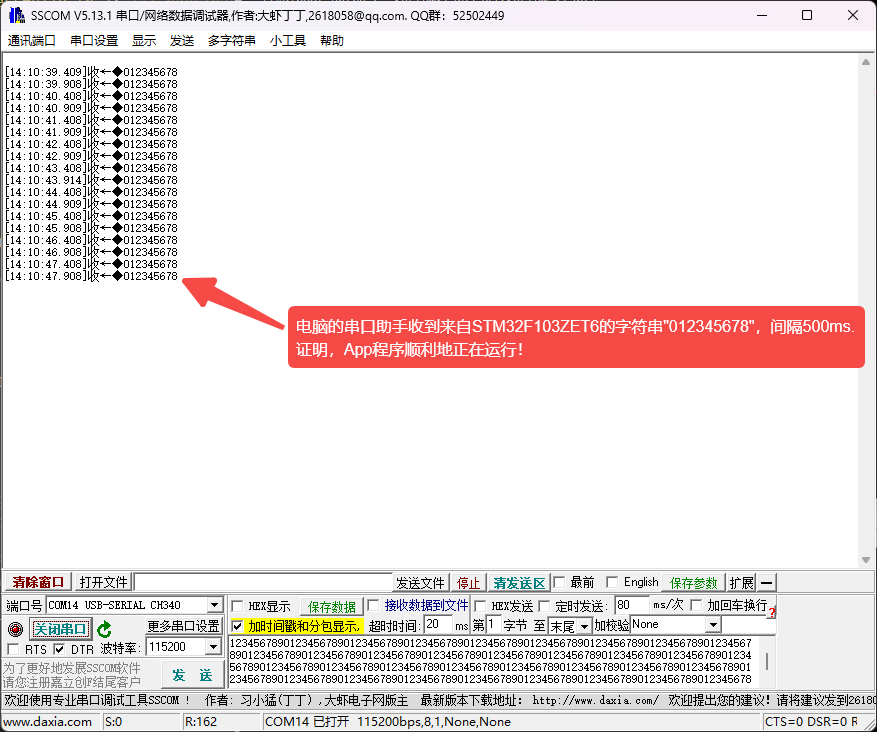 SSCOM V5.13.1 串口/网络数据调试器,作者:大虾丁丁,2618058@qq.com. QQ群：52502449
通讯端口 串口设置 显示 发送 多字符串 小工具 帮助
[14:10:39.409]收←◆012345678
[14:10:39.908]收←◆012345678
[14:10:40.408]收←◆012345678
[14:10:40.909]收←◆012345678
[14:10:41.408]收←◆012345678
[14:10:41.909]收←◆012345678
[14:10:42.408]收←◆012345678
[14:10:42.909]收←◆012345678
[14:10:43.408]收←◆012345678
[14:10:43.914]收←◆012345678
[14:10:44.408]收←◆012345678
[14:10:44.909]收←◆012345678
[14:10:45.408]收←◆012345678
[14:10:45.908]收←◆012345678
[14:10:46.408]收←◆012345678
[14:10:46.908]收←◆012345678
[14:10:47.408]收←◆012345678
[14:10:47.908]收←◆012345678
电脑的串口助手收到来自STM32F103ZET6的字符串"012345678"，间隔500ms.
证明，App程序顺利地正在运行！
清除窗口 打开文件 发送文件 停止 清发送区 最前 English 保存参数 扩展 —
端口号 COM14 USB-SERIAL CH340 HEX显示 保存数据 接收数据到文件 HEX发送 定时发送: 80 ms/次 加回车换行 ?
关闭串口 更多串口设置 加时间戳和分包显示, 超时时间: 20 ms 第 1 字节 至 末尾 加校验 None
RTS DTR 波特率: 115200
为了更好地发展SSCOM软件
请您注册嘉立创F结尾客户
发 送
1234567890123456789012345678901234567890123456789012345678901234567
8901234567890123456789012345678901234567890123456789012345678901
5678901234567890123456789012345678901234567890123456789012345678901
2345678901234567890123456789012345678901234567890123456789012345678
欢迎使用专业串口调试工具SSCOM ！ 作者: 习小猛(丁丁）,大虾电子网版主 最新版本下载地址： http://www.daxia.com/ 欢迎提出您的建议！请将建议发到26180
www.daxia.com S:0 R:162 COM14 已打开 115200bps,8,1,None,None CTS=0 DSR=0 R